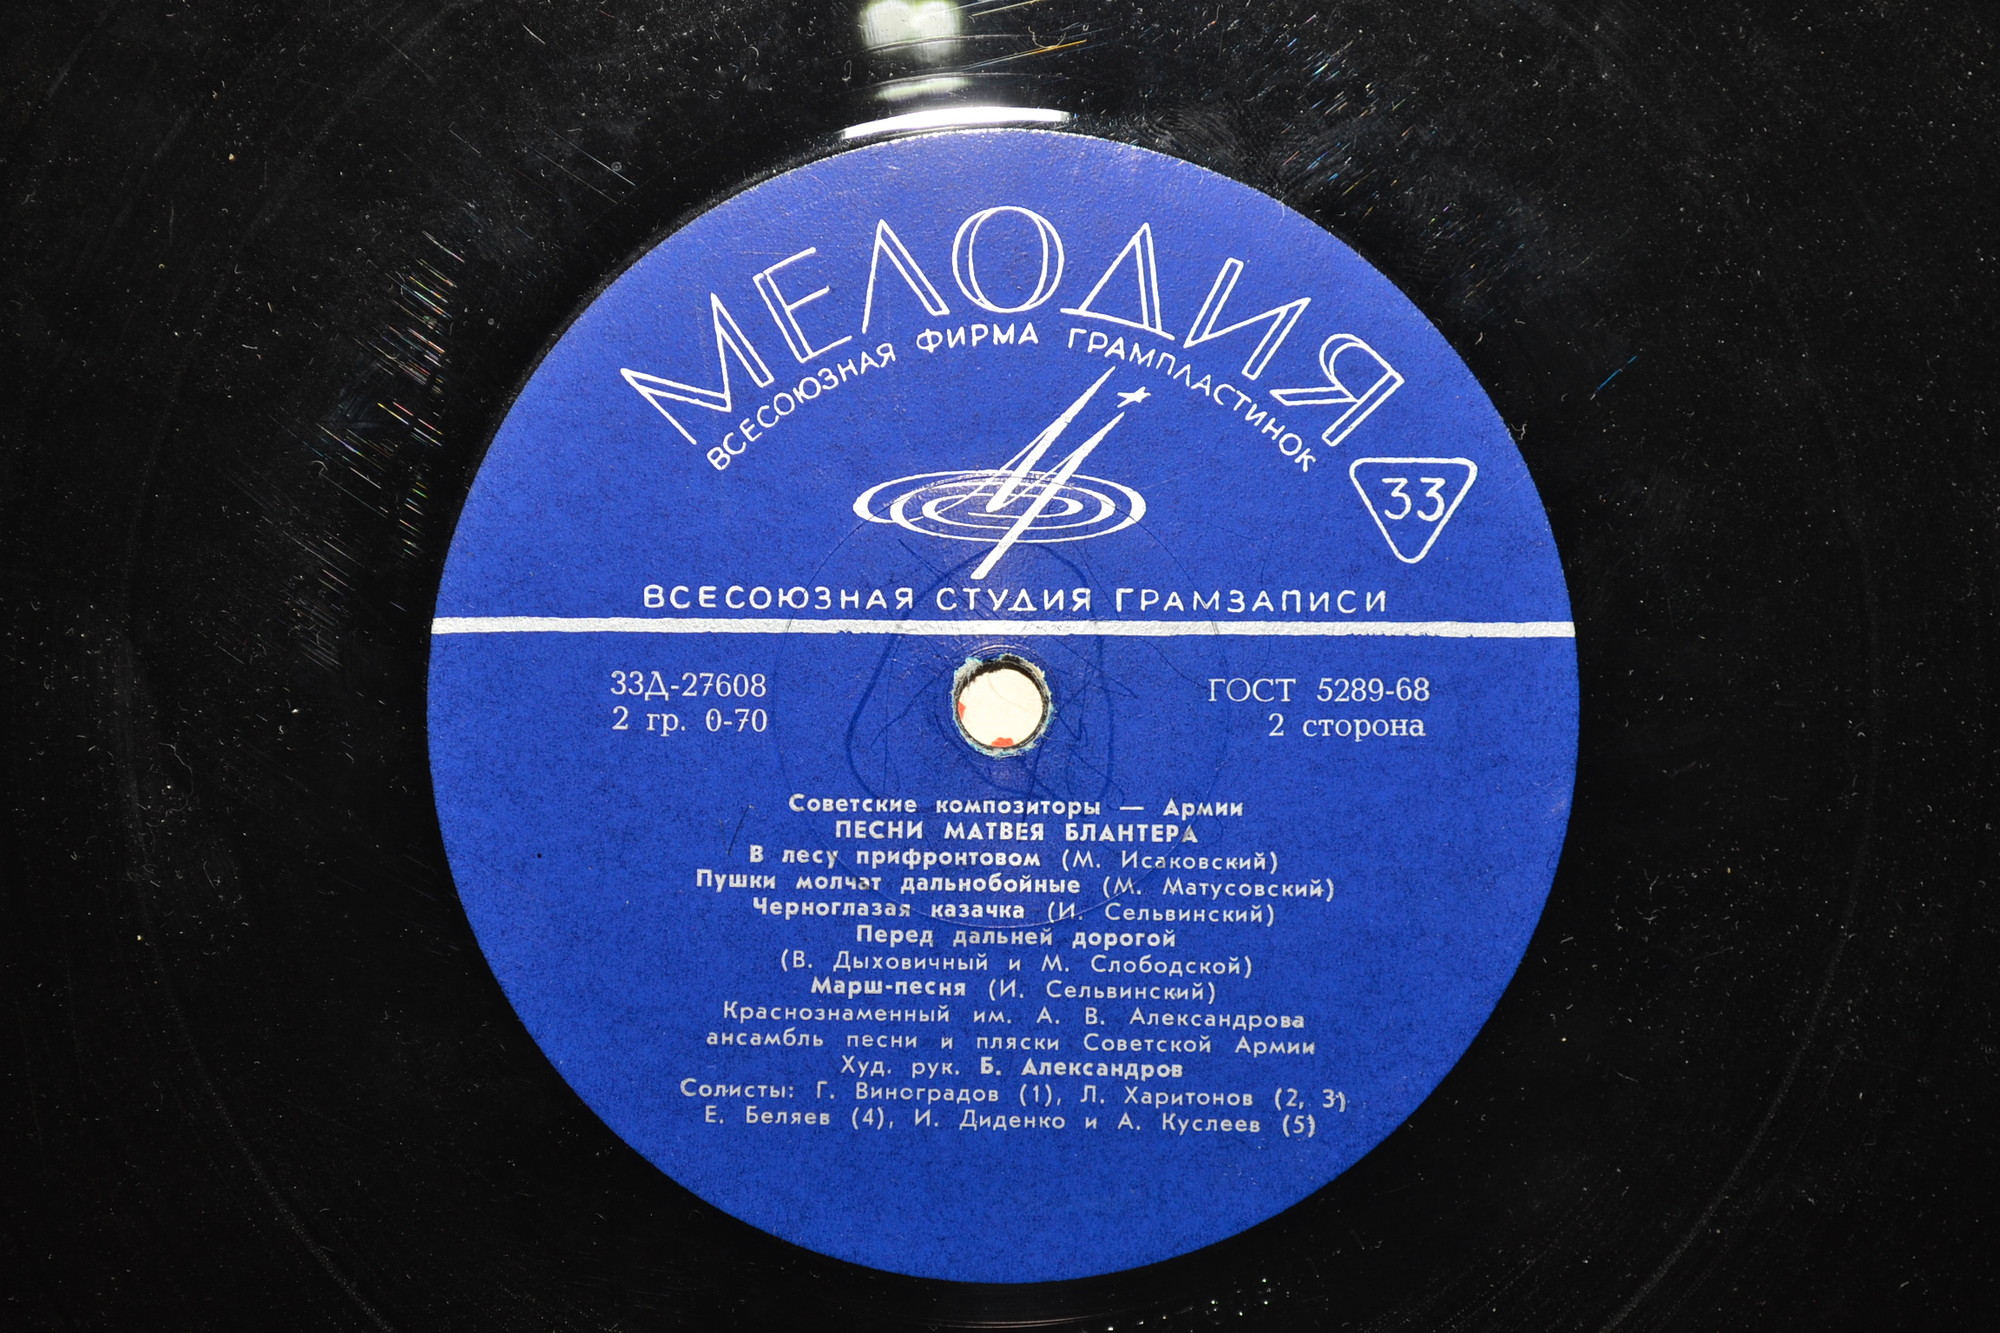 МЕЛОДИЯ
ВСЕСОЮЗНАЯ ФИРМА ГРАМПЛАСТИНОК
33
ВСЕСОЮЗНАЯ СТУДИЯ ГРАМЗАПИСИ
33Д-27608
2 гр. 0-70
ГОСТ 5289-68
2 сторона
Советские композиторы — Армии
ПЕСНИ МАТВЕЯ БЛАНТЕРА
В лесу прифронтовом (М. Исаковский)
Пушки молчат дальнобойные (М. Матусовский)
Черноглазая казачка (И. Сельвинский)
Перед дальней дорогой
(В. Дыховичный и М. Слободской)
Марш-песня (И. Сельвинский)
Краснознаменный им. А. В. Александрова
ансамбль песни и пляски Советской Армии
Худ. рук. Б. Александров
Солисты: Г. Виноградов (1), Л. Харитонов (2, 3)
Е. Беляев (4), И. Диденко и А. Куслеев (5)